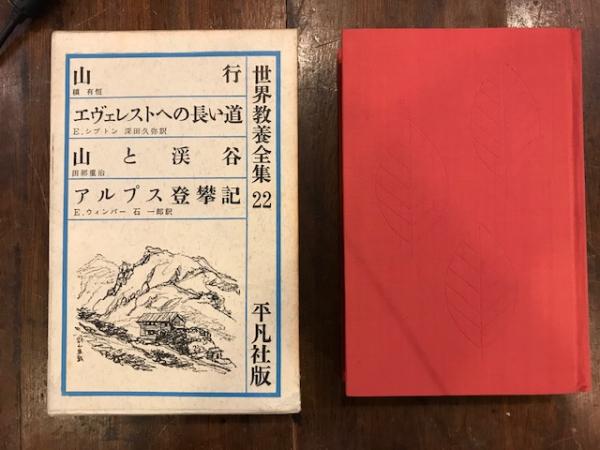 世界教養全集 22
山行
槇 有恒
エヴェレストへの長い道
E.シプトン 深田久弥訳
山と渓谷
田部重治
アルプス登攀記
E.ウィンパー 石 一郎訳
平凡社版